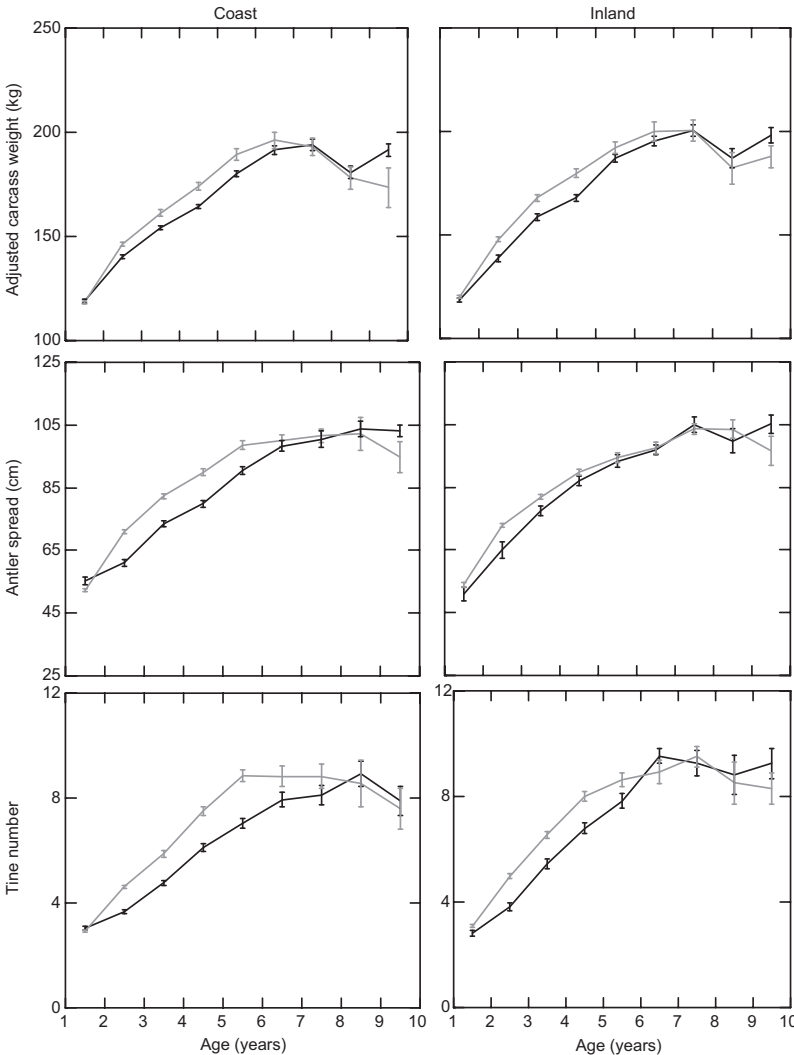 Coast Inland
250
200
150
100
Adjusted carcass weight (kg)
125
105
85
65
45
25
Antler spread (cm)
12 12
8 8
4 4
0 0
Tine number
1 2 3 4 5 6 7 8 9 10 1 2 3 4 5 6 7 8 9 10
Age (years) Age (years)